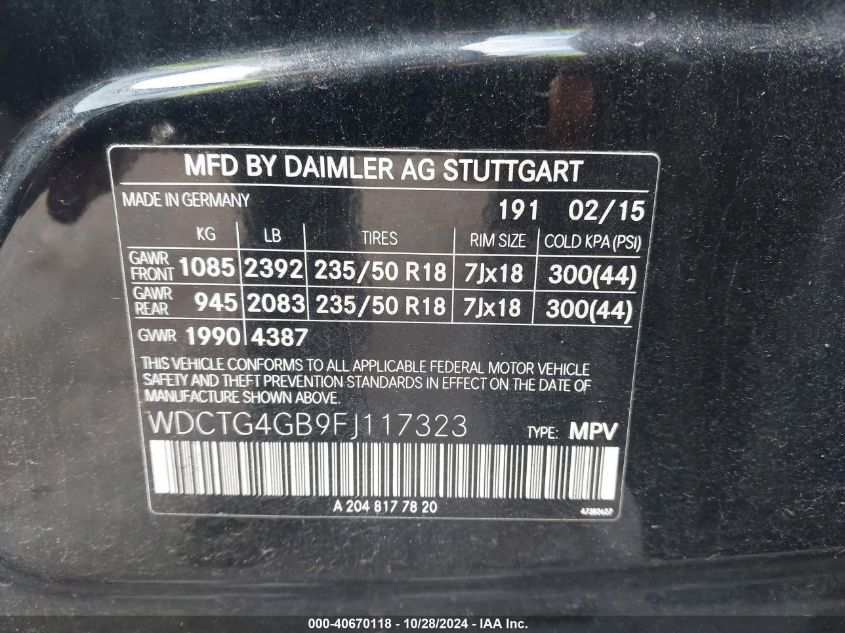 MFD BY DAIMLER AG STUTTGART
MADE IN GERMANY 191 02/15
KG LB TIRES RIM SIZE COLD KPA (PSI)
GAWR FRONT 1085 2392 235/50 R18 7Jx18 300(44)
GAWR REAR 945 2083 235/50 R18 7Jx18 300(44)
GVWR 1990 4387
THIS VEHICLE CONFORMS TO ALL APPLICABLE FEDERAL MOTOR VEHICLE
SAFETY AND THEFT PREVENTION STANDARDS IN EFFECT ON THE DATE OF
MANUFACTURE SHOWN ABOVE.
WDCTG4GB9FJ117323 TYPE: MPV
A 204 817 78 20
000-40670118 - 10/28/2024 - IAA Inc.